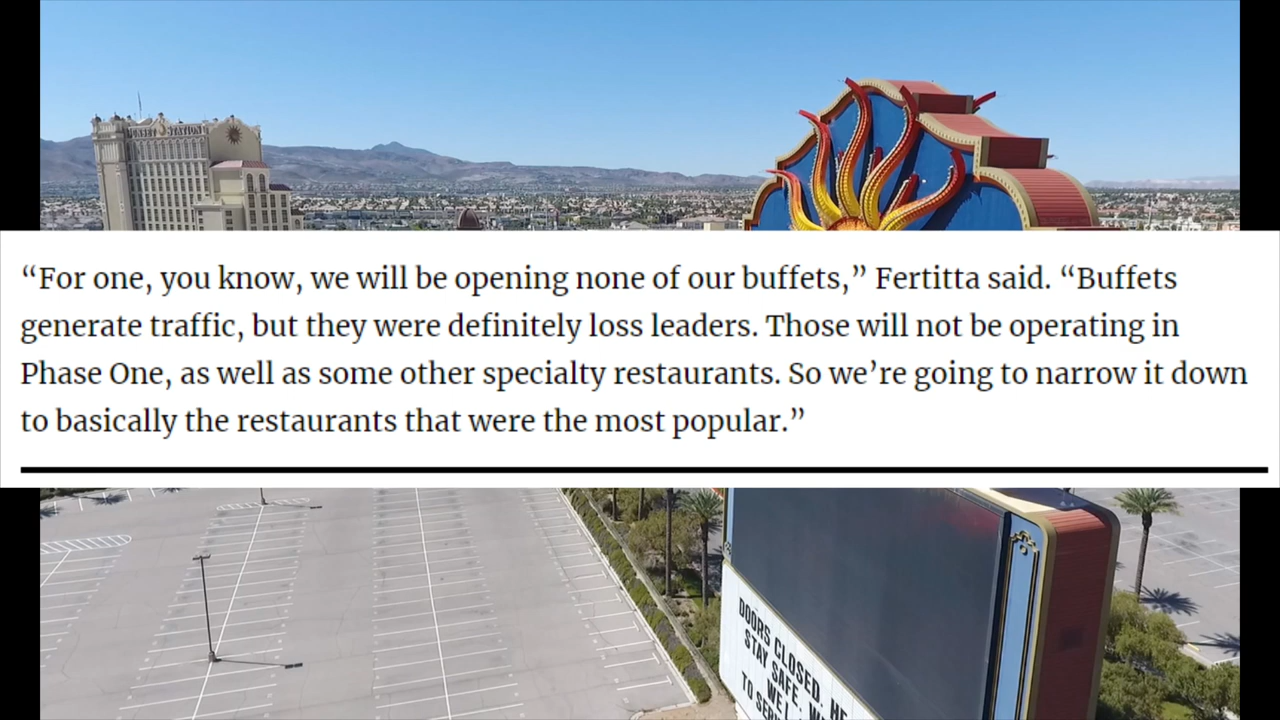 “For one, you know, we will be opening none of our buffets,” Fertitta said. “Buffets
generate traffic, but they were definitely loss leaders. Those will not be operating in
Phase One, as well as some other specialty restaurants. So we’re going to narrow it down
to basically the restaurants that were the most popular.”
DOORS CLOSED.
STAY SAFE.